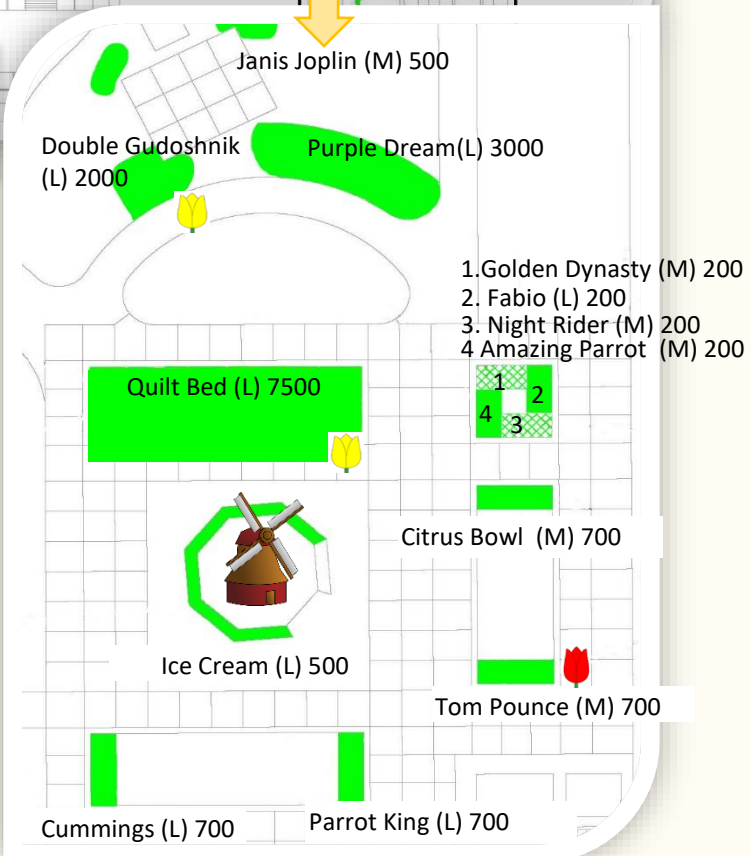 Janis Joplin (M) 500
Double Gudoshnik
(L) 2000
Purple Dream(L) 3000
1.Golden Dynasty (M) 200
2. Fabio (L) 200
3. Night Rider (M) 200
4 Amazing Parrot (M) 200
Quilt Bed (L) 7500
1
2
4
3
Citrus Bowl (M) 700
Ice Cream (L) 500
Tom Pounce (M) 700
Cummings (L) 700
Parrot King (L) 700